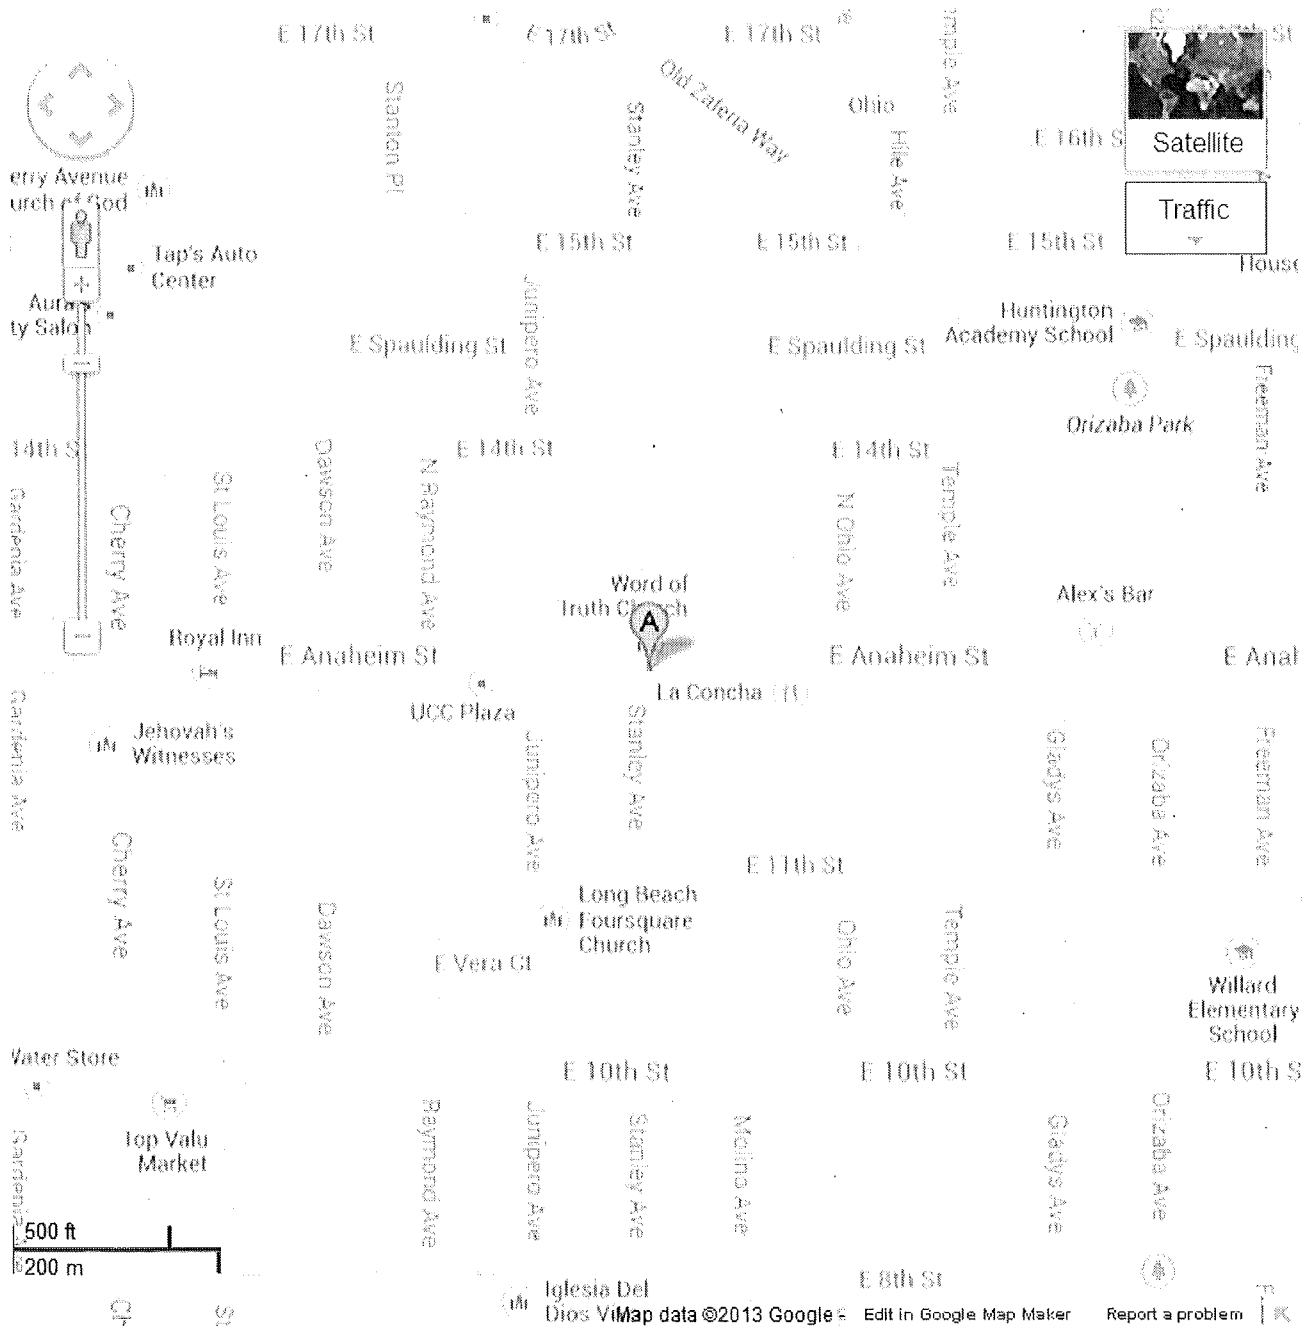 E 17th St
E 17th St
E 17th St
Temple Ave
Stanton Pl
Stanley Ave
Old Zaferia Way
Ohio
Hile Ave
E 16th S
Satellite
Traffic
erry Avenue
urch of God
Tap's Auto
Center
E 15th St
E 15th St
E 15th St
House
ty Salon
Junipero Ave
Huntington
Academy School
E Spaulding St
E Spaulding St
E Spaulding
Orizaba Park
Freeman Ave
14th S
E 14th St
E 14th St
Gardenia Ave
Cherry Ave
St Louis Ave
Dawson Ave
N Raymond Ave
N Ohio Ave
Temple Ave
Word of
Truth Church
A
Alex's Bar
Royal Inn
E Anaheim St
E Anaheim St
E Anah
La Concha
UCC Plaza
Jehovah's
Witnesses
Gardenia Ave
Junipero Ave
Stanley Ave
Gladys Ave
Orizaba Ave
Freeman Ave
Cherry Ave
St Louis Ave
Dawson Ave
E 11th St
Long Beach
Foursquare
Church
E Vera Ct
Ohio Ave
Temple Ave
Willard
Elementary
School
Water Store
E 10th St
E 10th St
E 10th S
Top Valu
Market
Raymond Ave
Junipero Ave
Stanley Ave
Molino Ave
Gladys Ave
Orizaba Ave
500 ft
200 m
E 8th St
Iglesia Del
Dios Vi
Map data ©2013 Google - Edit in Google Map Maker Report a problem